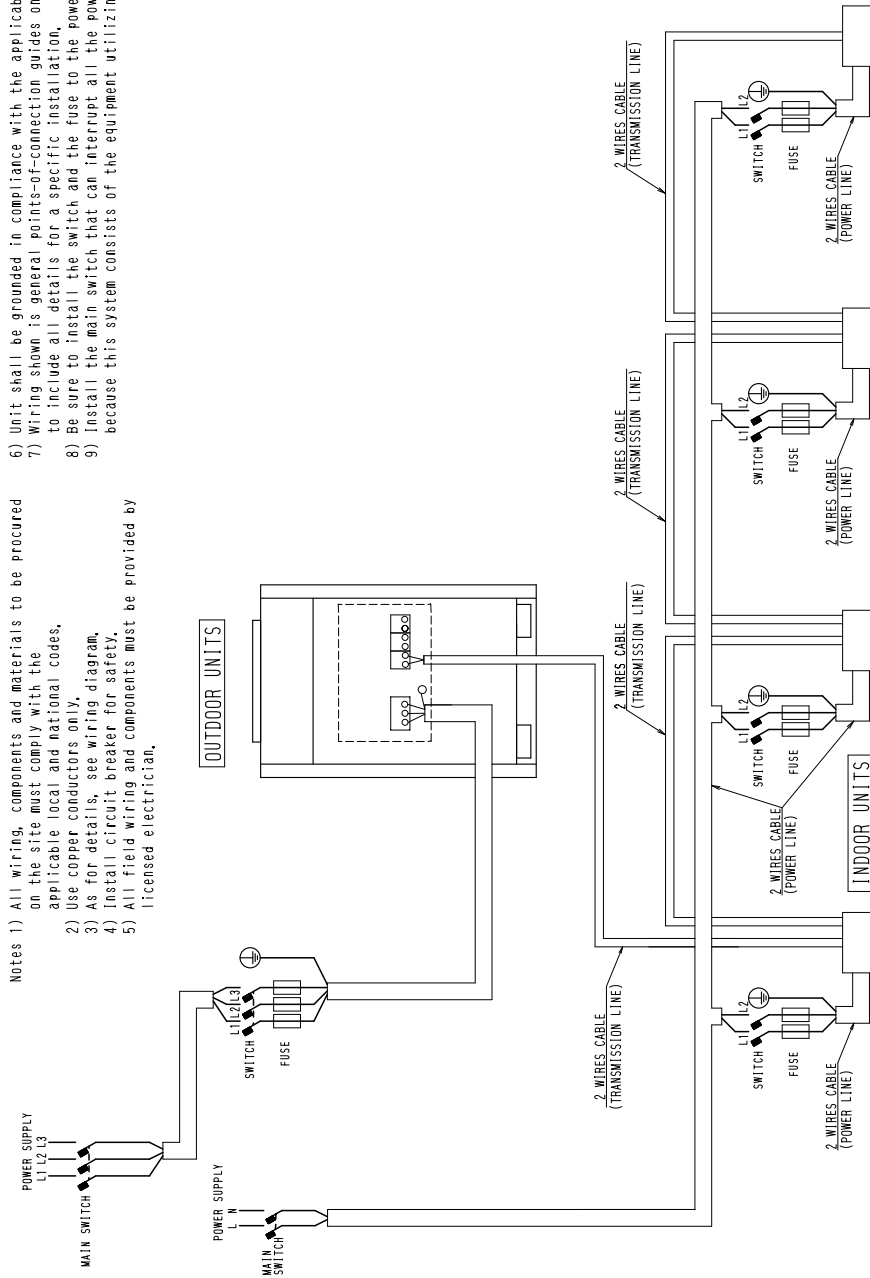 Notes 1) All wiring, components and materials to be procured
on the site must comply with the
applicable local and national codes.
2) Use copper conductors only.
3) As for details, see wiring diagram.
4) Install circuit breaker for safety.
5) All field wiring and components must be provided by
licensed electrician.
6) Unit shall be grounded in compliance with the applicab
7) Wiring shown is general points-of-connection guides on
to include all details for a specific installation.
8) Be sure to install the switch and the fuse to the power
9) Install the main switch that can interrupt all the pow
because this system consists of the equipment utilizin
POWER SUPPLY
L1 L2 L3
MAIN SWITCH
POWER SUPPLY
L N
MAIN
SWITCH
L1 L2 L3
SWITCH
FUSE
OUTDOOR UNITS
2 WIRES CABLE
(TRANSMISSION LINE)
2 WIRES CABLE
(TRANSMISSION LINE)
2 WIRES CABLE
(TRANSMISSION LINE)
2 WIRES CABLE
(TRANSMISSION LINE)
L1 L2
SWITCH
FUSE
2 WIRES CABLE
(POWER LINE)
L1 L2
SWITCH
FUSE
2 WIRES CABLE
(POWER LINE)
L1 L2
SWITCH
FUSE
2 WIRES CABLE
(POWER LINE)
L1 L2
SWITCH
FUSE
2 WIRES CABLE
(POWER LINE)
INDOOR UNITS